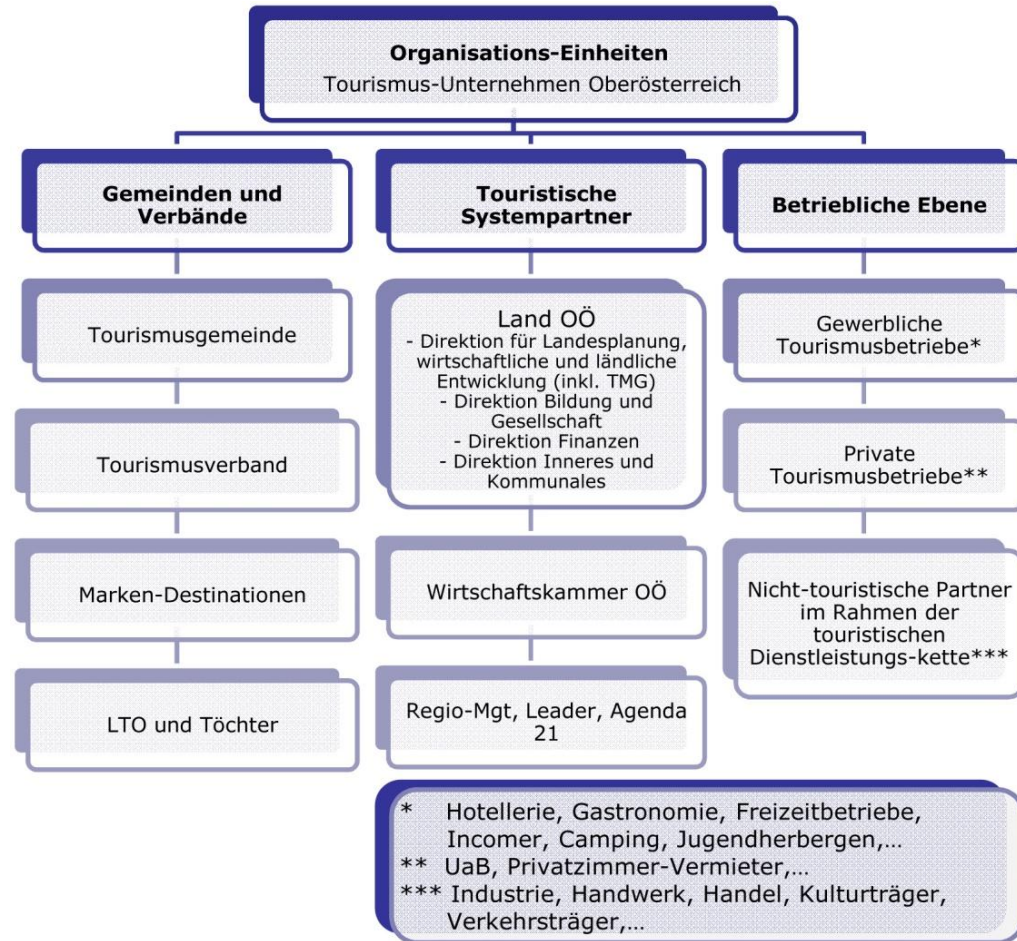 Organisations-Einheiten
Tourismus-Unternehmen Oberösterreich
Gemeinden und
Verbände
Tourismusgemeinde
Tourismusverband
Marken-Destinationen
LTO und Töchter
Touristische
Systempartner
Land OÖ
- Direktion für Landesplanung,
wirtschaftliche und ländliche
Entwicklung (inkl. TMG)
- Direktion Bildung und
Gesellschaft
- Direktion Finanzen
- Direktion Inneres und
Kommunales
Wirtschaftskammer OÖ
Regio-Mgt, Leader, Agenda
21
Betriebliche Ebene
Gewerbliche
Tourismusbetriebe*
Private
Tourismusbetriebe**
Nicht-touristische Partner
im Rahmen der
touristischen
Dienstleistungs-kette***
* Hotellerie, Gastronomie, Freizeitbetriebe,
Incomer, Camping, Jugendherbergen,...
** UaB, Privatzimmer-Vermieter,...
*** Industrie, Handwerk, Handel, Kulturträger,
Verkehrsträger,...